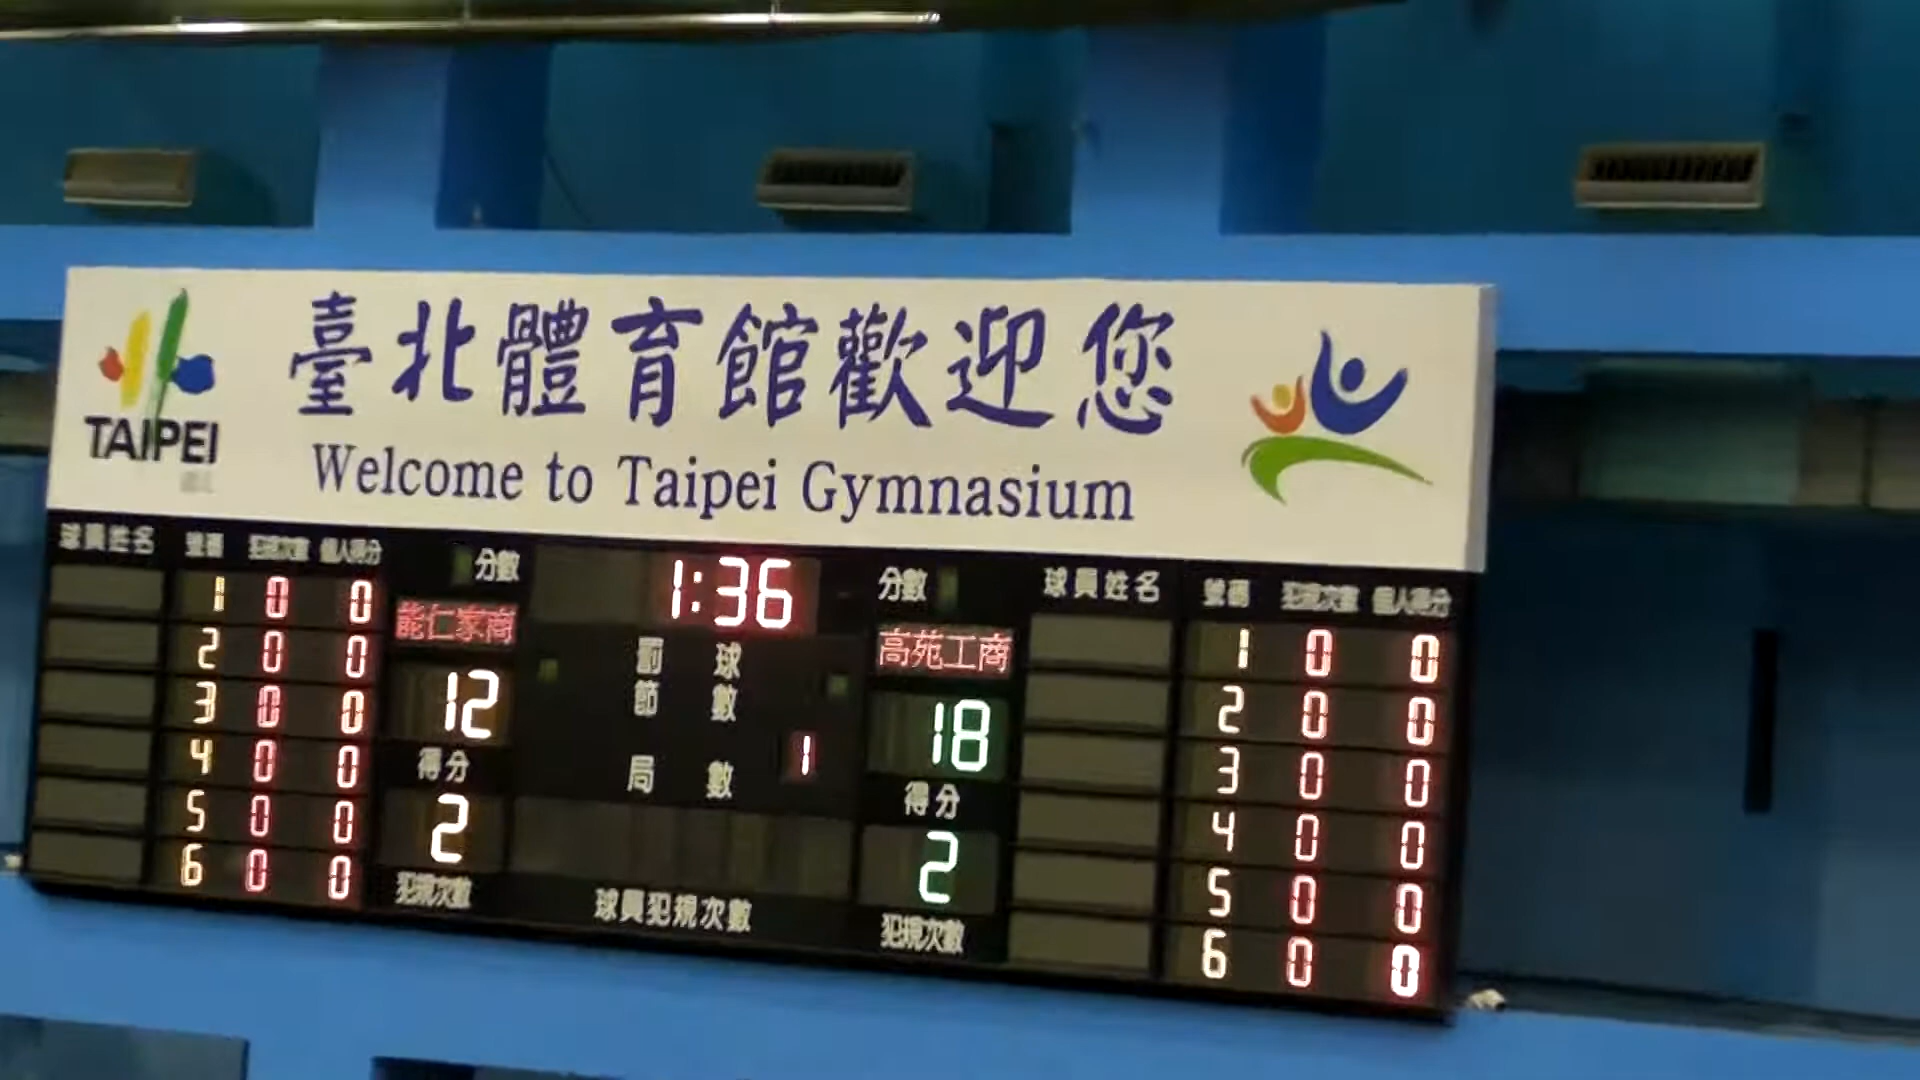 臺北體育館歡迎您
TAIPEI
Welcome to Taipei Gymnasium
球員姓名 號碼 犯規次數 個人得分 分數 1:36 分數 球員姓名 號碼 犯規次數 個人得分
能仁家商 高苑工商
1 0 0 1 0 0
2 0 0 罰球 2 0 0
3 0 0 12 節數 18 3 0 0
4 0 0 得分 局數 1 得分 4 0 0
5 0 0 2 2 5 0 0
6 0 0 犯規次數 球員犯規次數 犯規次數 6 0 0